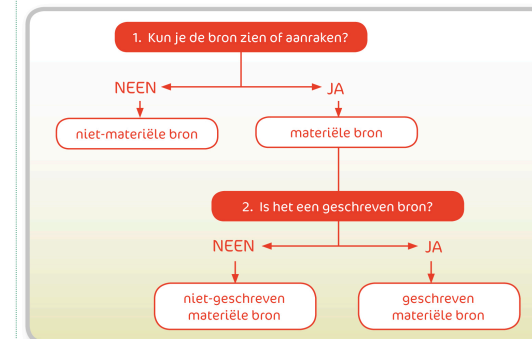 1. Kun je de bron zien of aanraken?
NEEN
JA
niet-materiële bron
materiële bron
2. Is het een geschreven bron?
NEEN
JA
niet-geschreven
materiële bron
geschreven
materiële bron